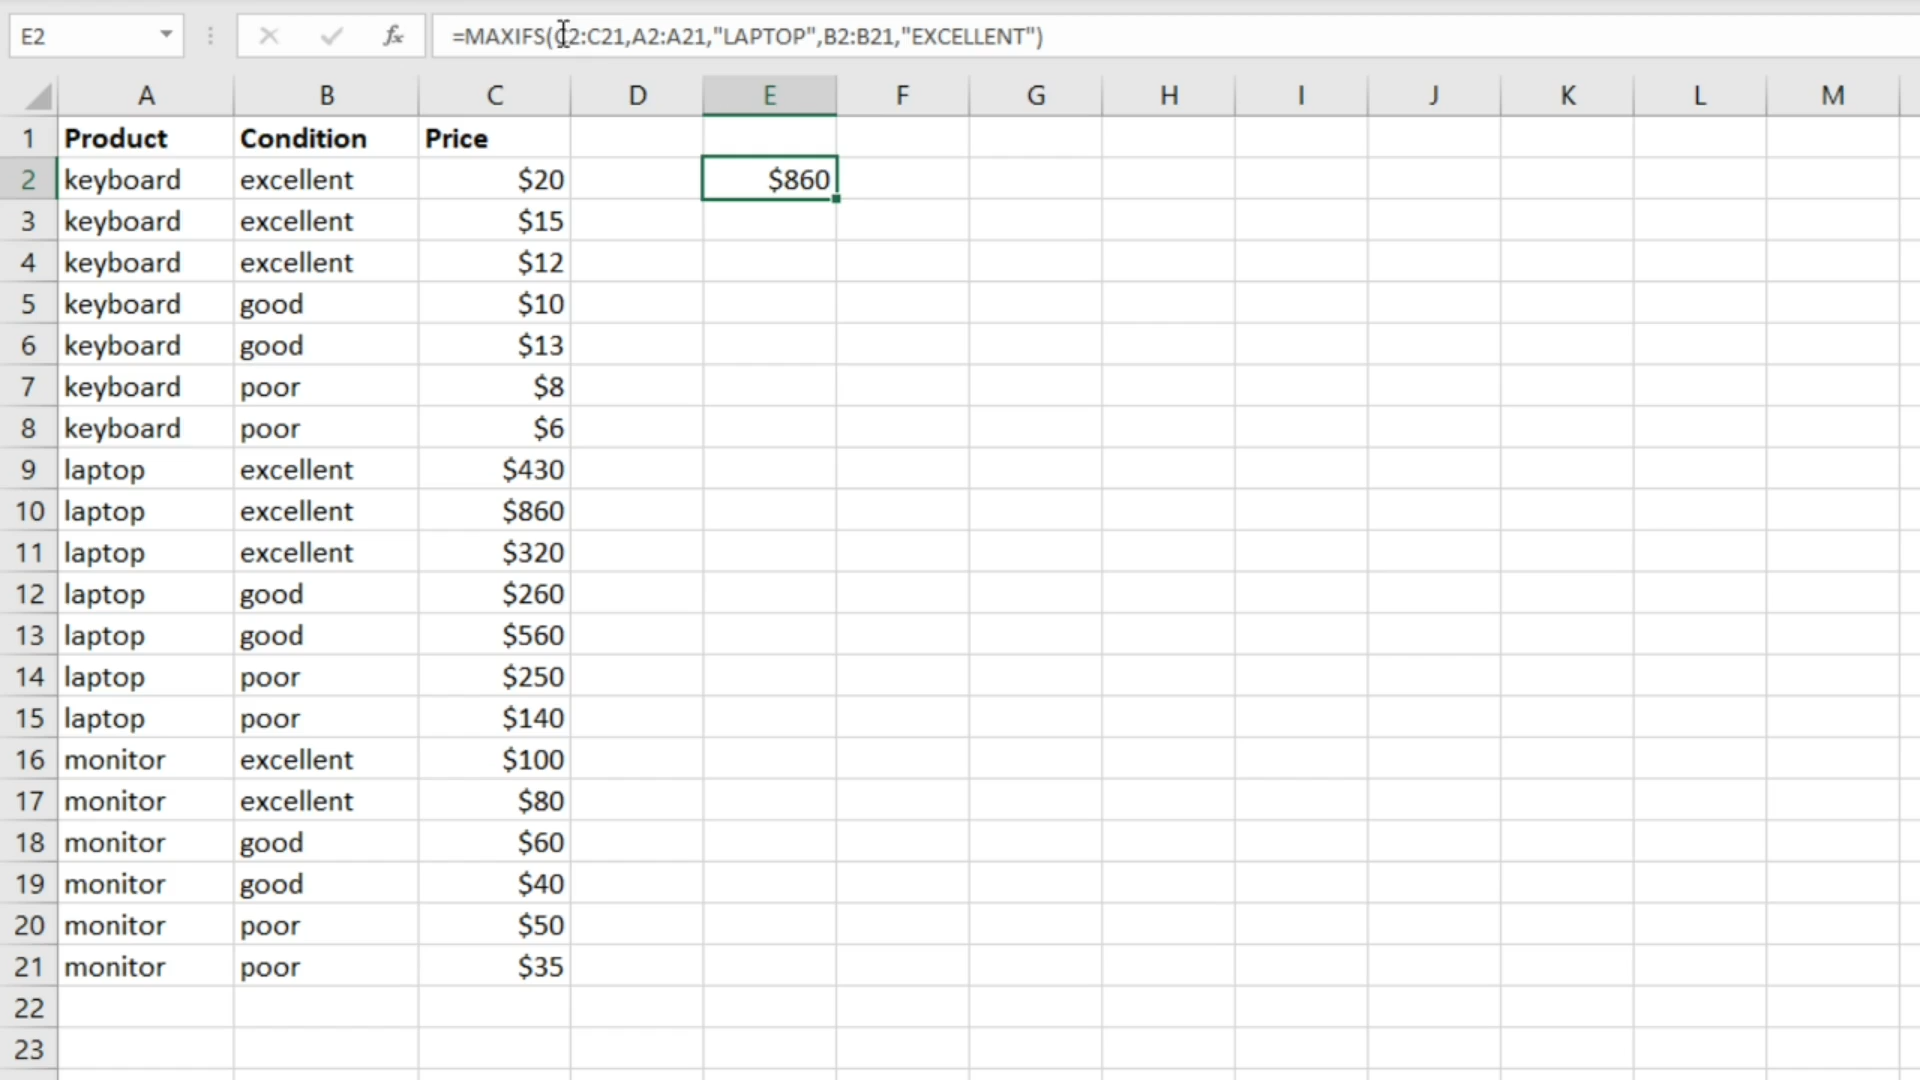 E2 fx =MAXIFS(C2:C21,A2:A21,"LAPTOP",B2:B21,"EXCELLENT")
A B C D E F G H I J K L M
1 Product Condition Price
2 keyboard excellent $20 $860
3 keyboard excellent $15
4 keyboard excellent $12
5 keyboard good $10
6 keyboard good $13
7 keyboard poor $8
8 keyboard poor $6
9 laptop excellent $430
10 laptop excellent $860
11 laptop excellent $320
12 laptop good $260
13 laptop good $560
14 laptop poor $250
15 laptop poor $140
16 monitor excellent $100
17 monitor excellent $80
18 monitor good $60
19 monitor good $40
20 monitor poor $50
21 monitor poor $35
22
23